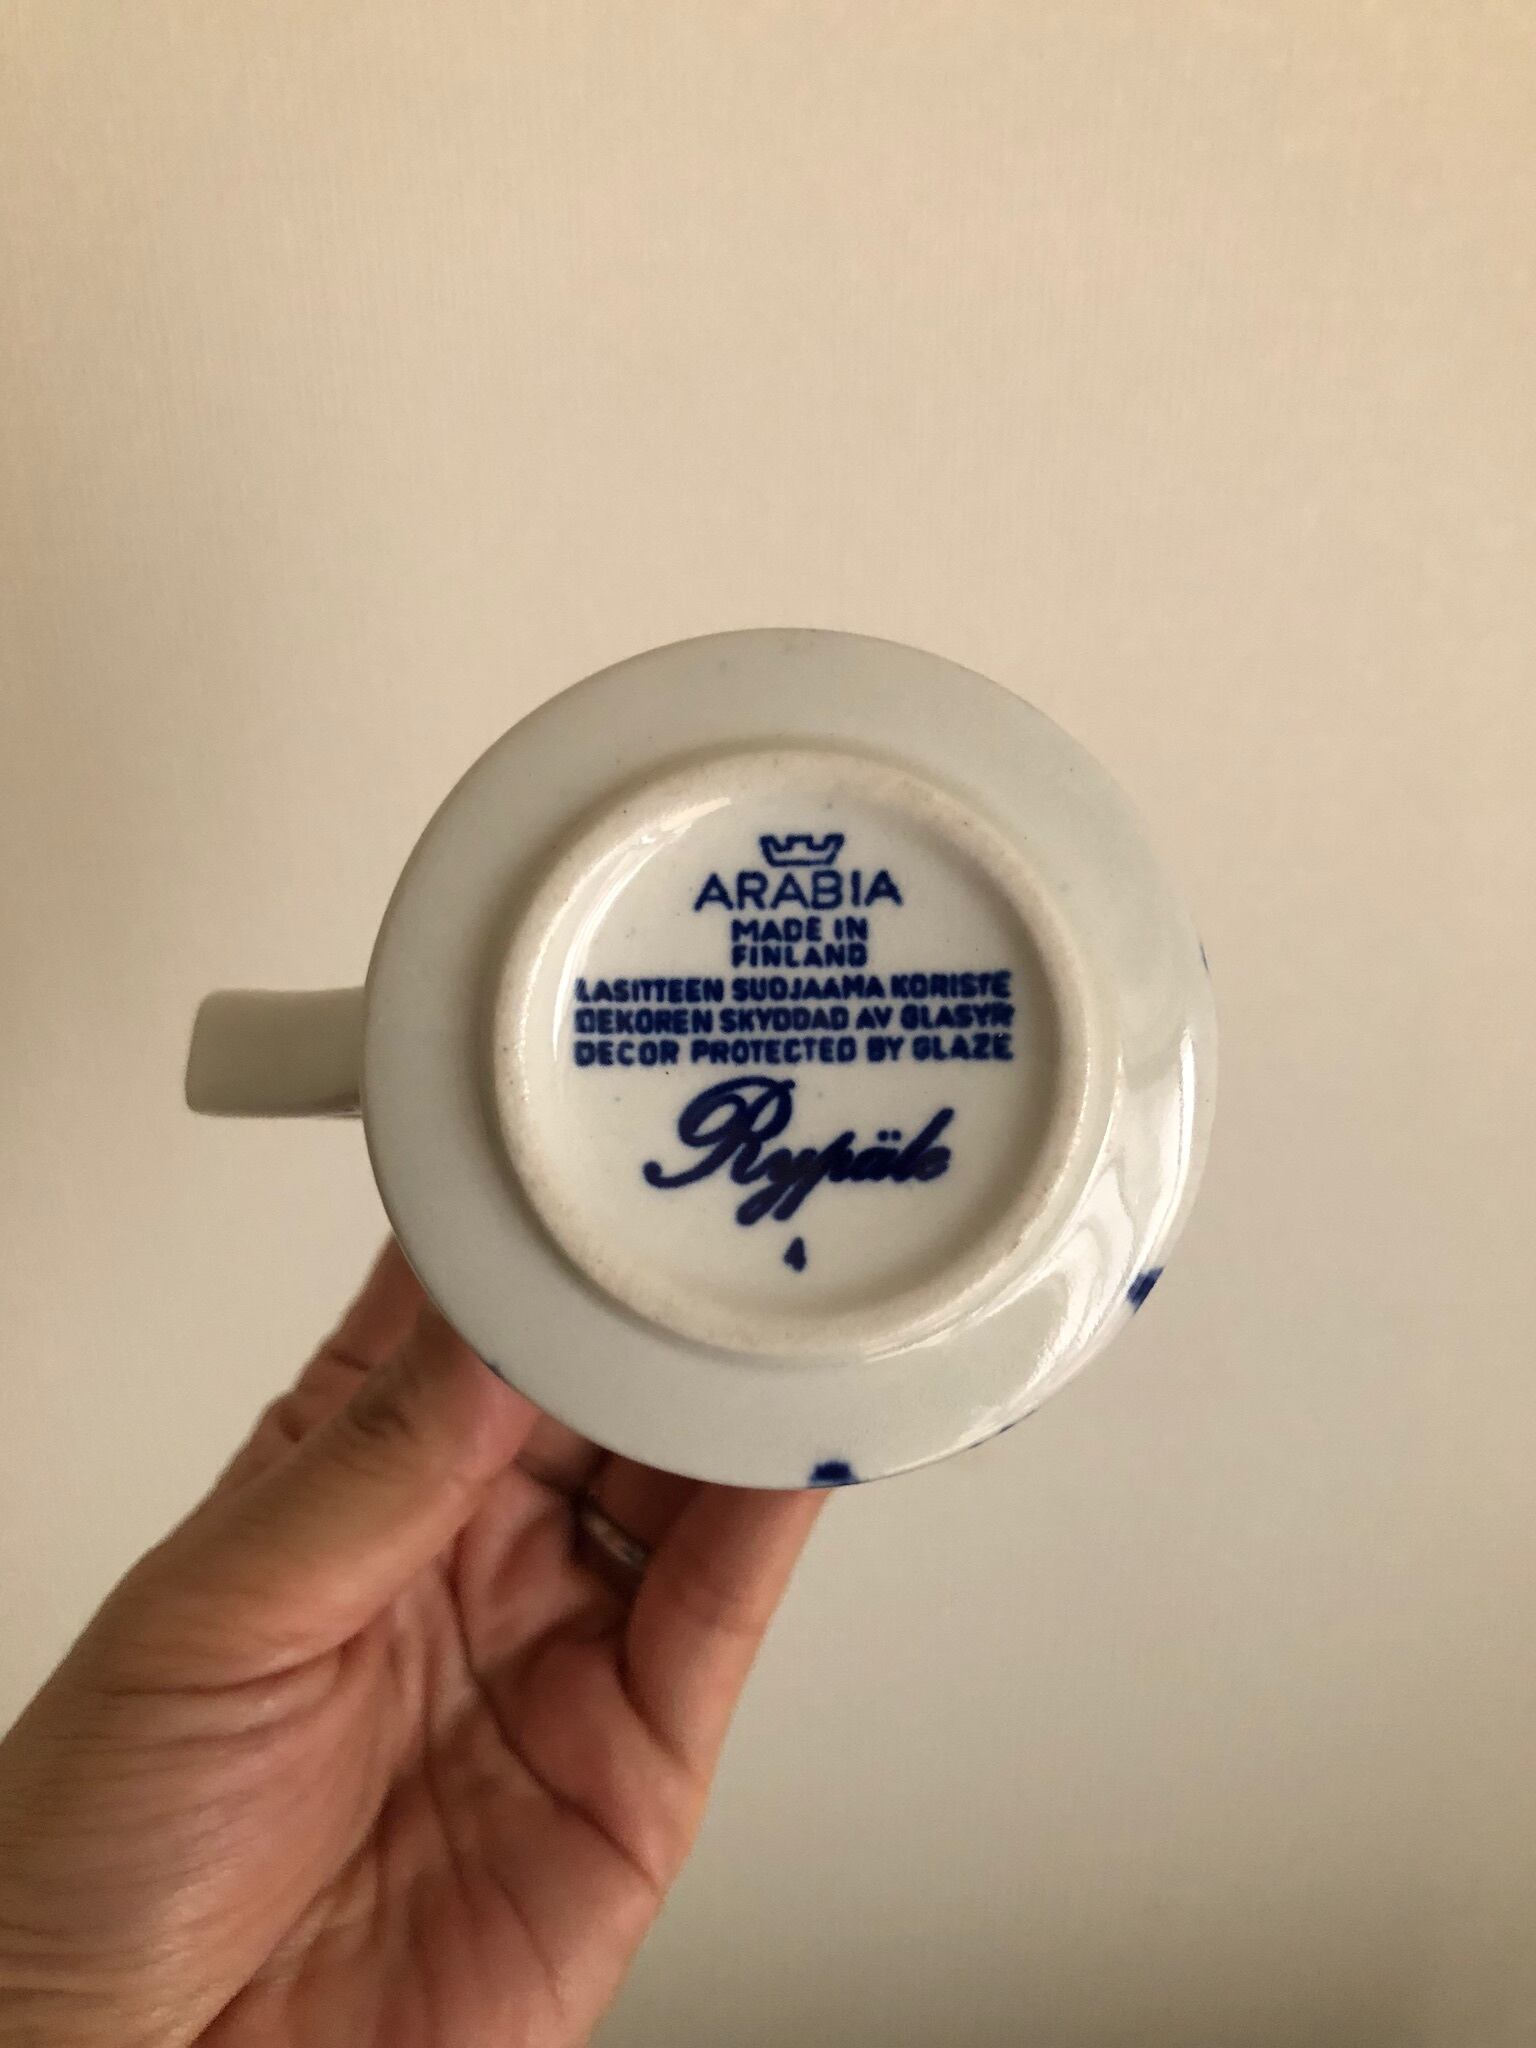 ARABIA
MADE IN
FINLAND
LASITTEEN SUOJAAMA KORISTE
DEKOREN SKYDDAD AV GLASYR
DECOR PROTECTED BY GLAZE
Rypäle
4